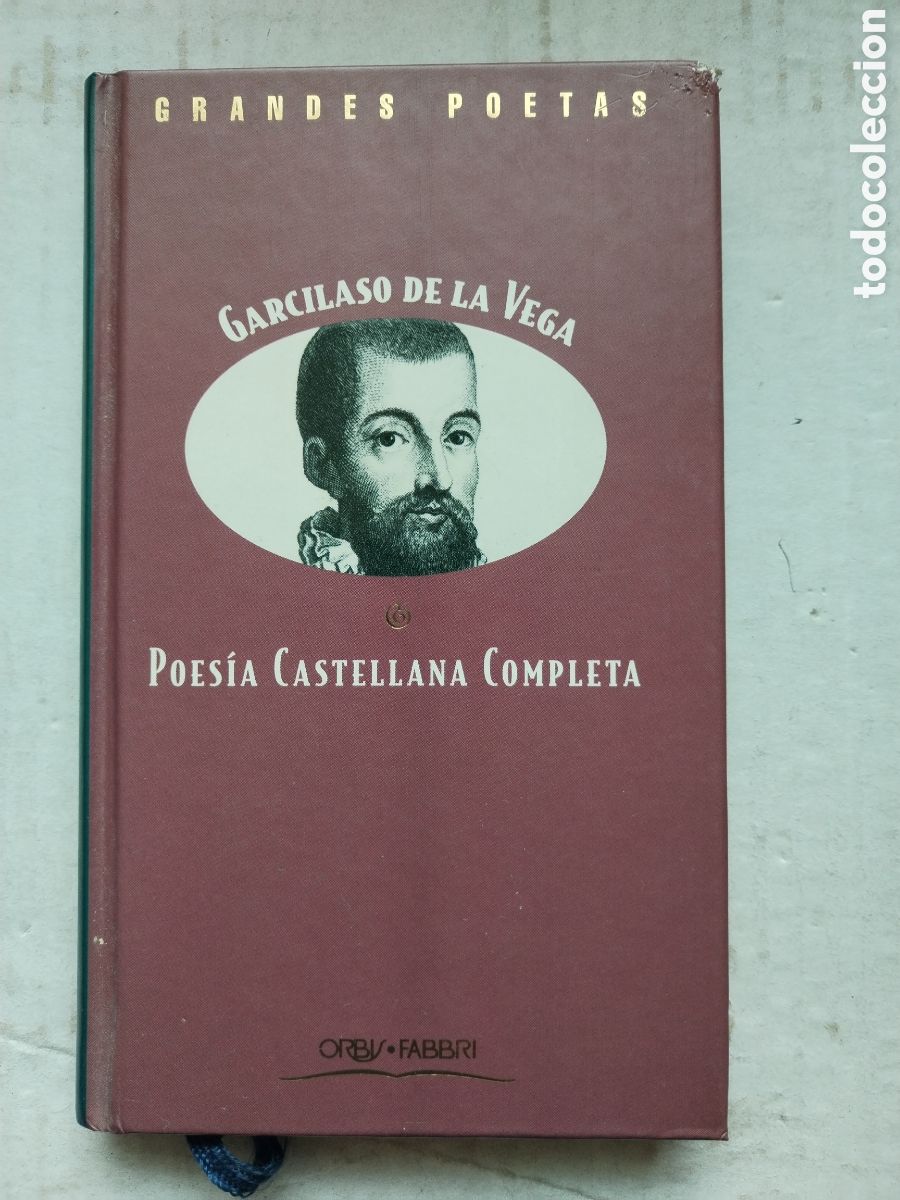 GRANDES POETAS
GARCILASO DE LA VEGA
POESÍA CASTELLANA COMPLETA
ORBIS • FABBRI
todocoleccion